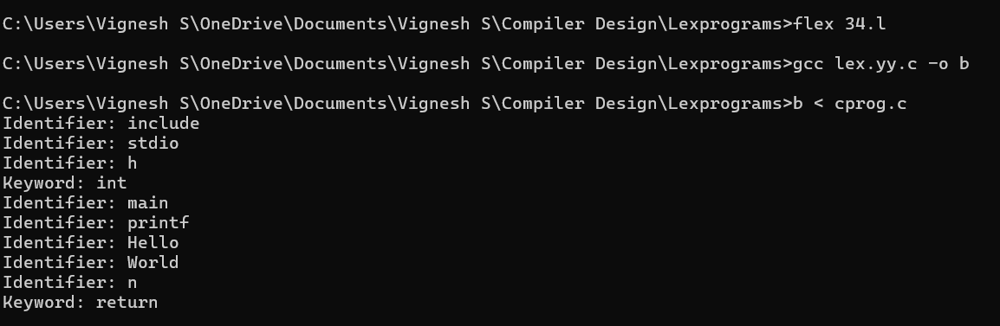 C:\Users\Vignesh S\OneDrive\Documents\Vignesh S\Compiler Design\Lexprograms>flex 34.l
C:\Users\Vignesh S\OneDrive\Documents\Vignesh S\Compiler Design\Lexprograms>gcc lex.yy.c -o b
C:\Users\Vignesh S\OneDrive\Documents\Vignesh S\Compiler Design\Lexprograms>b < cprog.c
Identifier: include
Identifier: stdio
Identifier: h
Keyword: int
Identifier: main
Identifier: printf
Identifier: Hello
Identifier: World
Identifier: n
Keyword: return